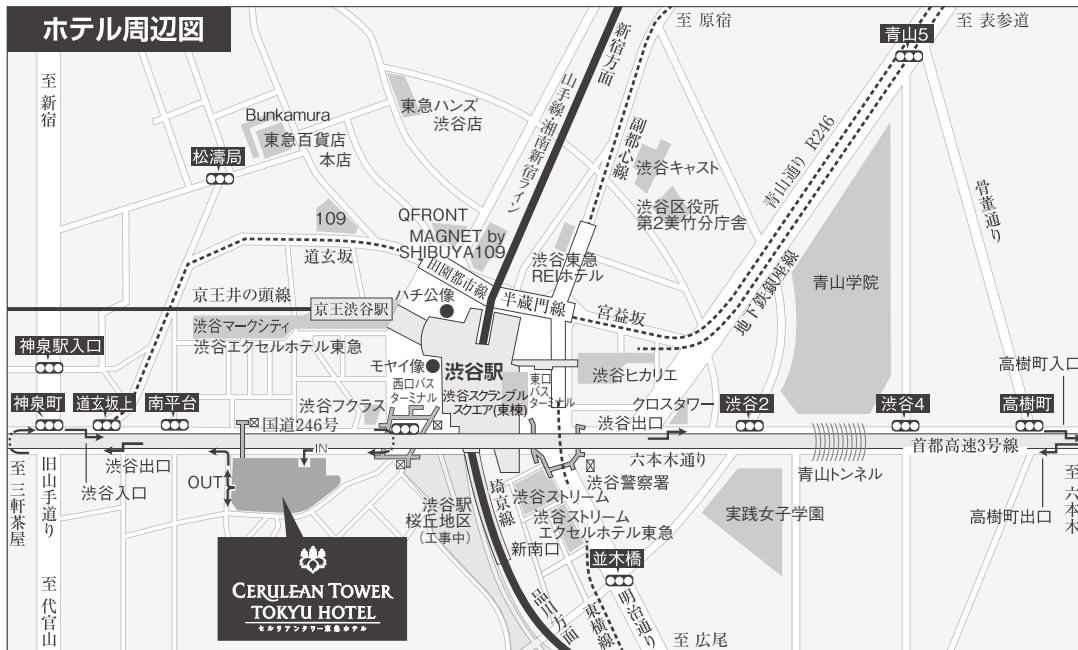 ホテル周辺図
至 新宿
至 原宿
至 表参道
青山5
新宿方面
山手線・湘南新宿ライン
副都心線
青山通り R246
地下鉄銀座線
骨董通り
東急ハンズ
渋谷店
Bunkamura
東急百貨店
本店
松濤局
109
QFRONT
MAGNET by
SHIBUYA109
道玄坂
渋谷キャスト
渋谷区役所
第2美竹分庁舎
渋谷東急
REIホテル
田園都市線
半蔵門線
宮益坂
青山学院
京王井の頭線
京王渋谷駅
ハチ公像
渋谷マークシティ
渋谷エクセルホテル東急
モヤイ像
渋谷駅
西口バス
ターミナル
渋谷スクランブル
スクエア(東棟)
東口
バス
ターミナル
渋谷ヒカリエ
クロスタワー
高樹町入口
神泉駅入口
神泉町
道玄坂上
南平台
渋谷フクラス
国道246号
渋谷出口
渋谷2
渋谷4
高樹町
首都高速3号線
六本木通り
青山トンネル
IN
OUT
渋谷出口
渋谷入口
至 三軒茶屋
旧山手通り
至 代官山
渋谷駅
桜丘地区
(工事中)
埼京線
新南口
渋谷警察署
渋谷ストリーム
渋谷ストリーム
エクセルホテル東急
並木橋
実践女子学園
高樹町出口
至 六本木
品川方面
東横線
明治通り
至 広尾
CERULEAN TOWER
TOKYU HOTEL
セルリアンタワー東急ホテル